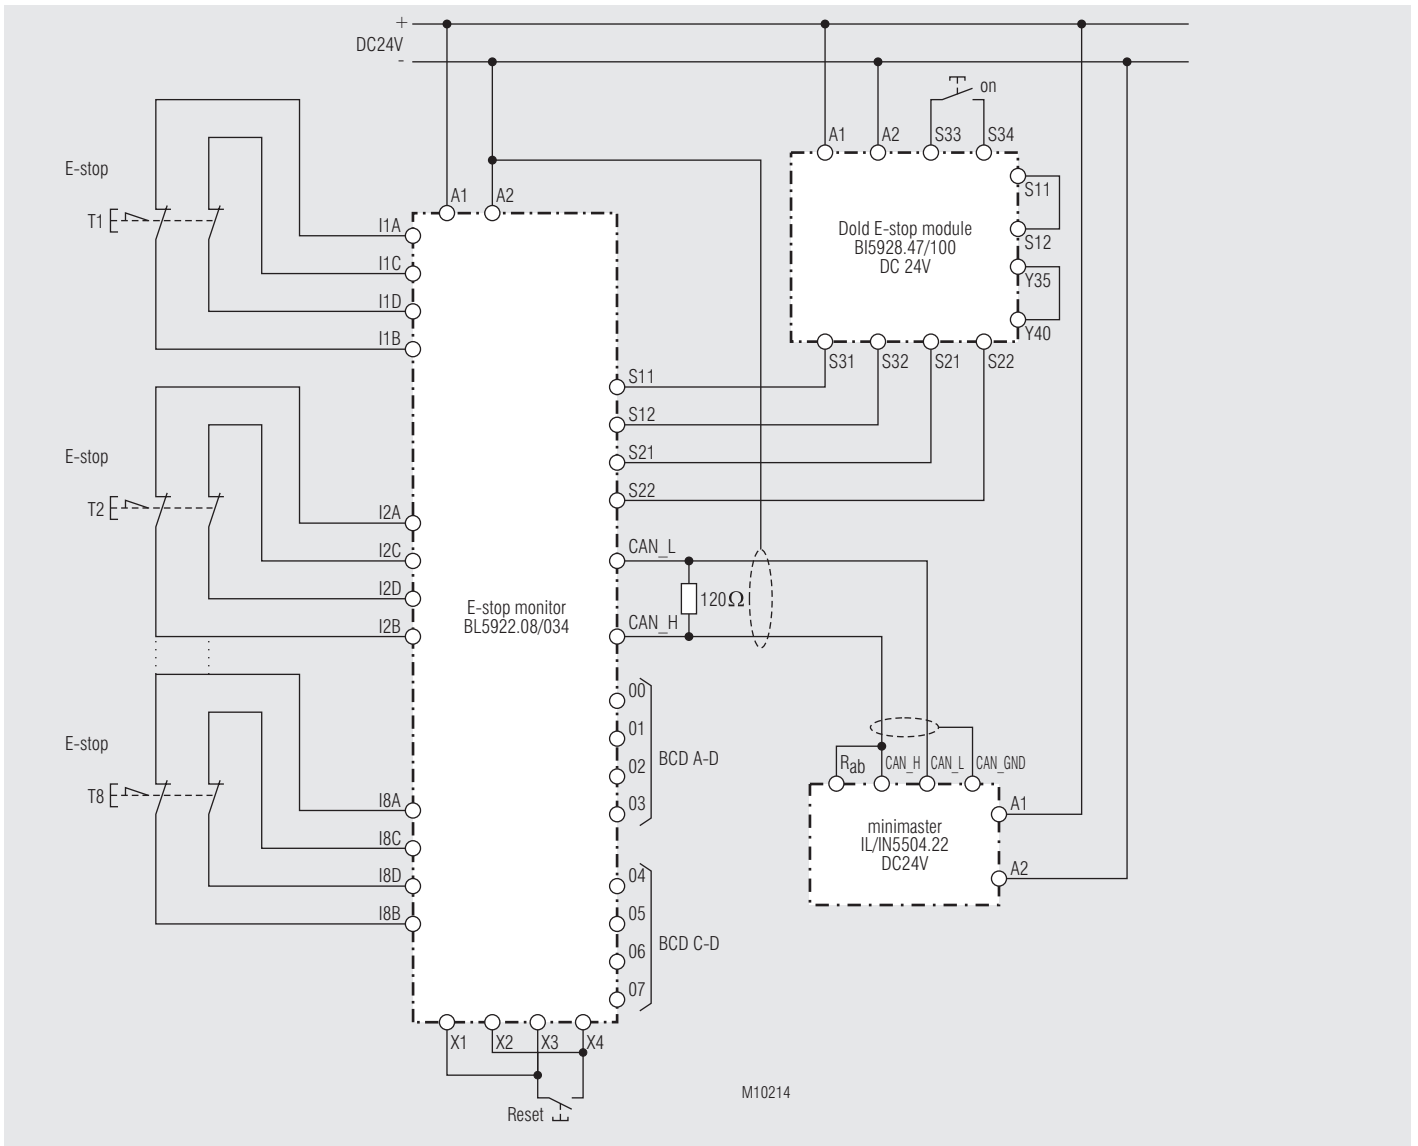 +
DC24V
-
on
A1
A2
S33
S34
E-stop
T1
A1
A2
S11
S12
Y35
Y40
Dold E-stop module
BI5928.47/100
DC 24V
I1A
I1C
I1D
I1B
S31
S32
S21
S22
S11
S12
S21
S22
E-stop
T2
I2A
I2C
I2D
I2B
CAN_L
120Ω
CAN_H
E-stop monitor
BL5922.08/034
00
01
02
03
BCD A-D
E-stop
T8
I8A
I8C
I8D
I8B
Rab
CAN_H
CAN_L
CAN_GND
A1
A2
minimaster
IL/IN5504.22
DC24V
04
05
06
07
BCD C-D
X1
X2
X3
X4
Reset
M10214